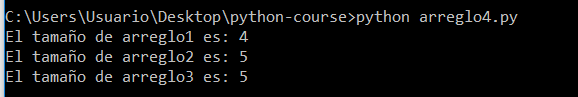 C:\Users\Usuario\Desktop\python-course>python arreglo4.py
El tamaño de arreglo1 es: 4
El tamaño de arreglo2 es: 5
El tamaño de arreglo3 es: 5